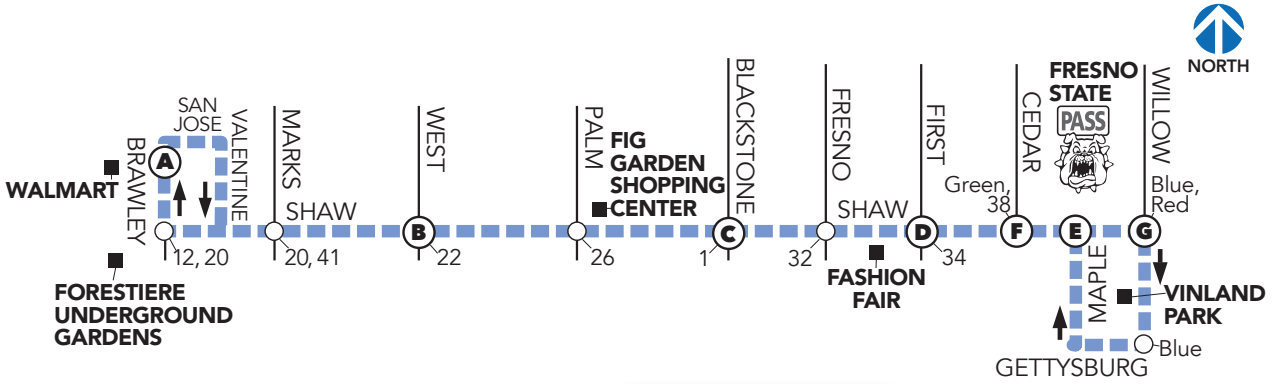 NORTH
FRESNO
STATE
PASS
SAN
JOSE
VALENTINE
MARKS
WEST
PALM
FIG
GARDEN
SHOPPING
CENTER
BLACKSTONE
FRESNO
FIRST
CEDAR
WILLOW
WALMART
BRAWLEY
A
SHAW
B
C
SHAW
D
Green,
38
F
E
Blue,
Red
G
12, 20
20, 41
22
26
1
32
34
FORESTIERE
UNDERGROUND
GARDENS
FASHION
FAIR
MAPLE
VINLAND
PARK
Blue
GETTYSBURG